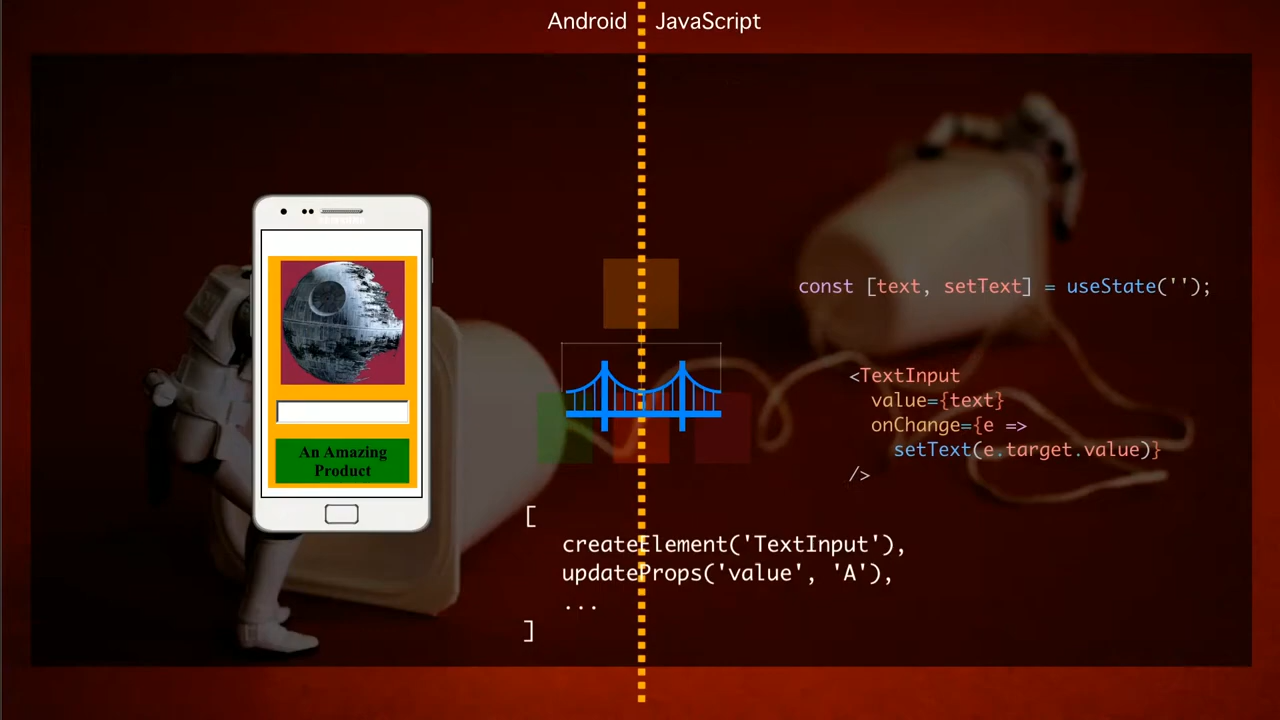 Android
JavaScript
const [text, setText] = useState('');
<TextInput
value={text}
onChange={e =>
setText(e.target.value)}
/>
An Amazing
Product
[
createElement('TextInput'),
updateProps('value', 'A'),
...
]